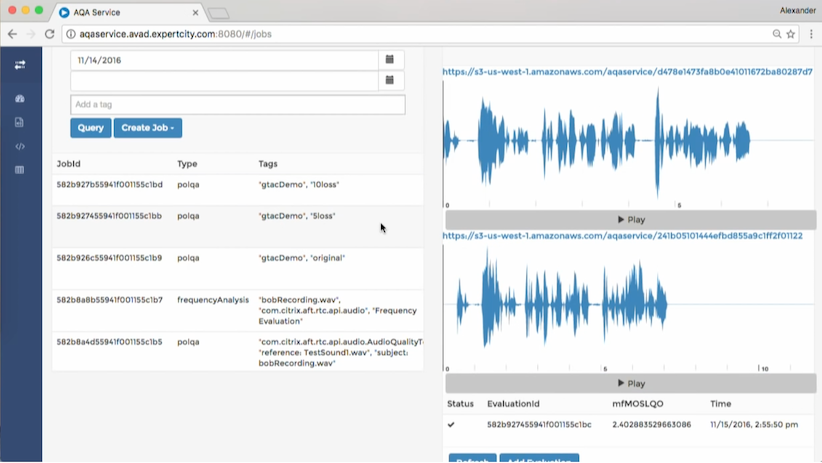 AQA Service
Alexander
aqaservice.avad.expertcity.com:8080/#/jobs
11/14/2016
Add a tag
Query
Create Job
JobId Type Tags
582b927b55941f001155c1bd polqa "gtacDemo", "10loss"
582b927455941f001155c1bb polqa "gtacDemo", "5loss"
582b926c55941f001155c1b9 polqa "gtacDemo", "original"
582b8a8b55941f001155c1b7 frequencyAnalysis "bobRecording.wav",
"com.citrix.aft.rtc.api.audio", "Frequency
Evaluation"
582b8a4d55941f001155c1b5 polqa "com.citrix.aft.rtc.api.audio.AudioQualityT
"reference: TestSound1.wav", "subject:
bobRecording.wav"
https://s3-us-west-1.amazonaws.com/aqaservice/d478e1473fa8b0e41011672ba80287d7
0 5
Play
https://s3-us-west-1.amazonaws.com/aqaservice/241b05101444efbd855a9c1ff2f01122
0 5 10
Play
Status EvaluationId mfMOSLQO Time
582b927455941f001155c1bc 2.402883529663086 11/15/2016, 2:55:50 pm
Refresh
Add Evaluation